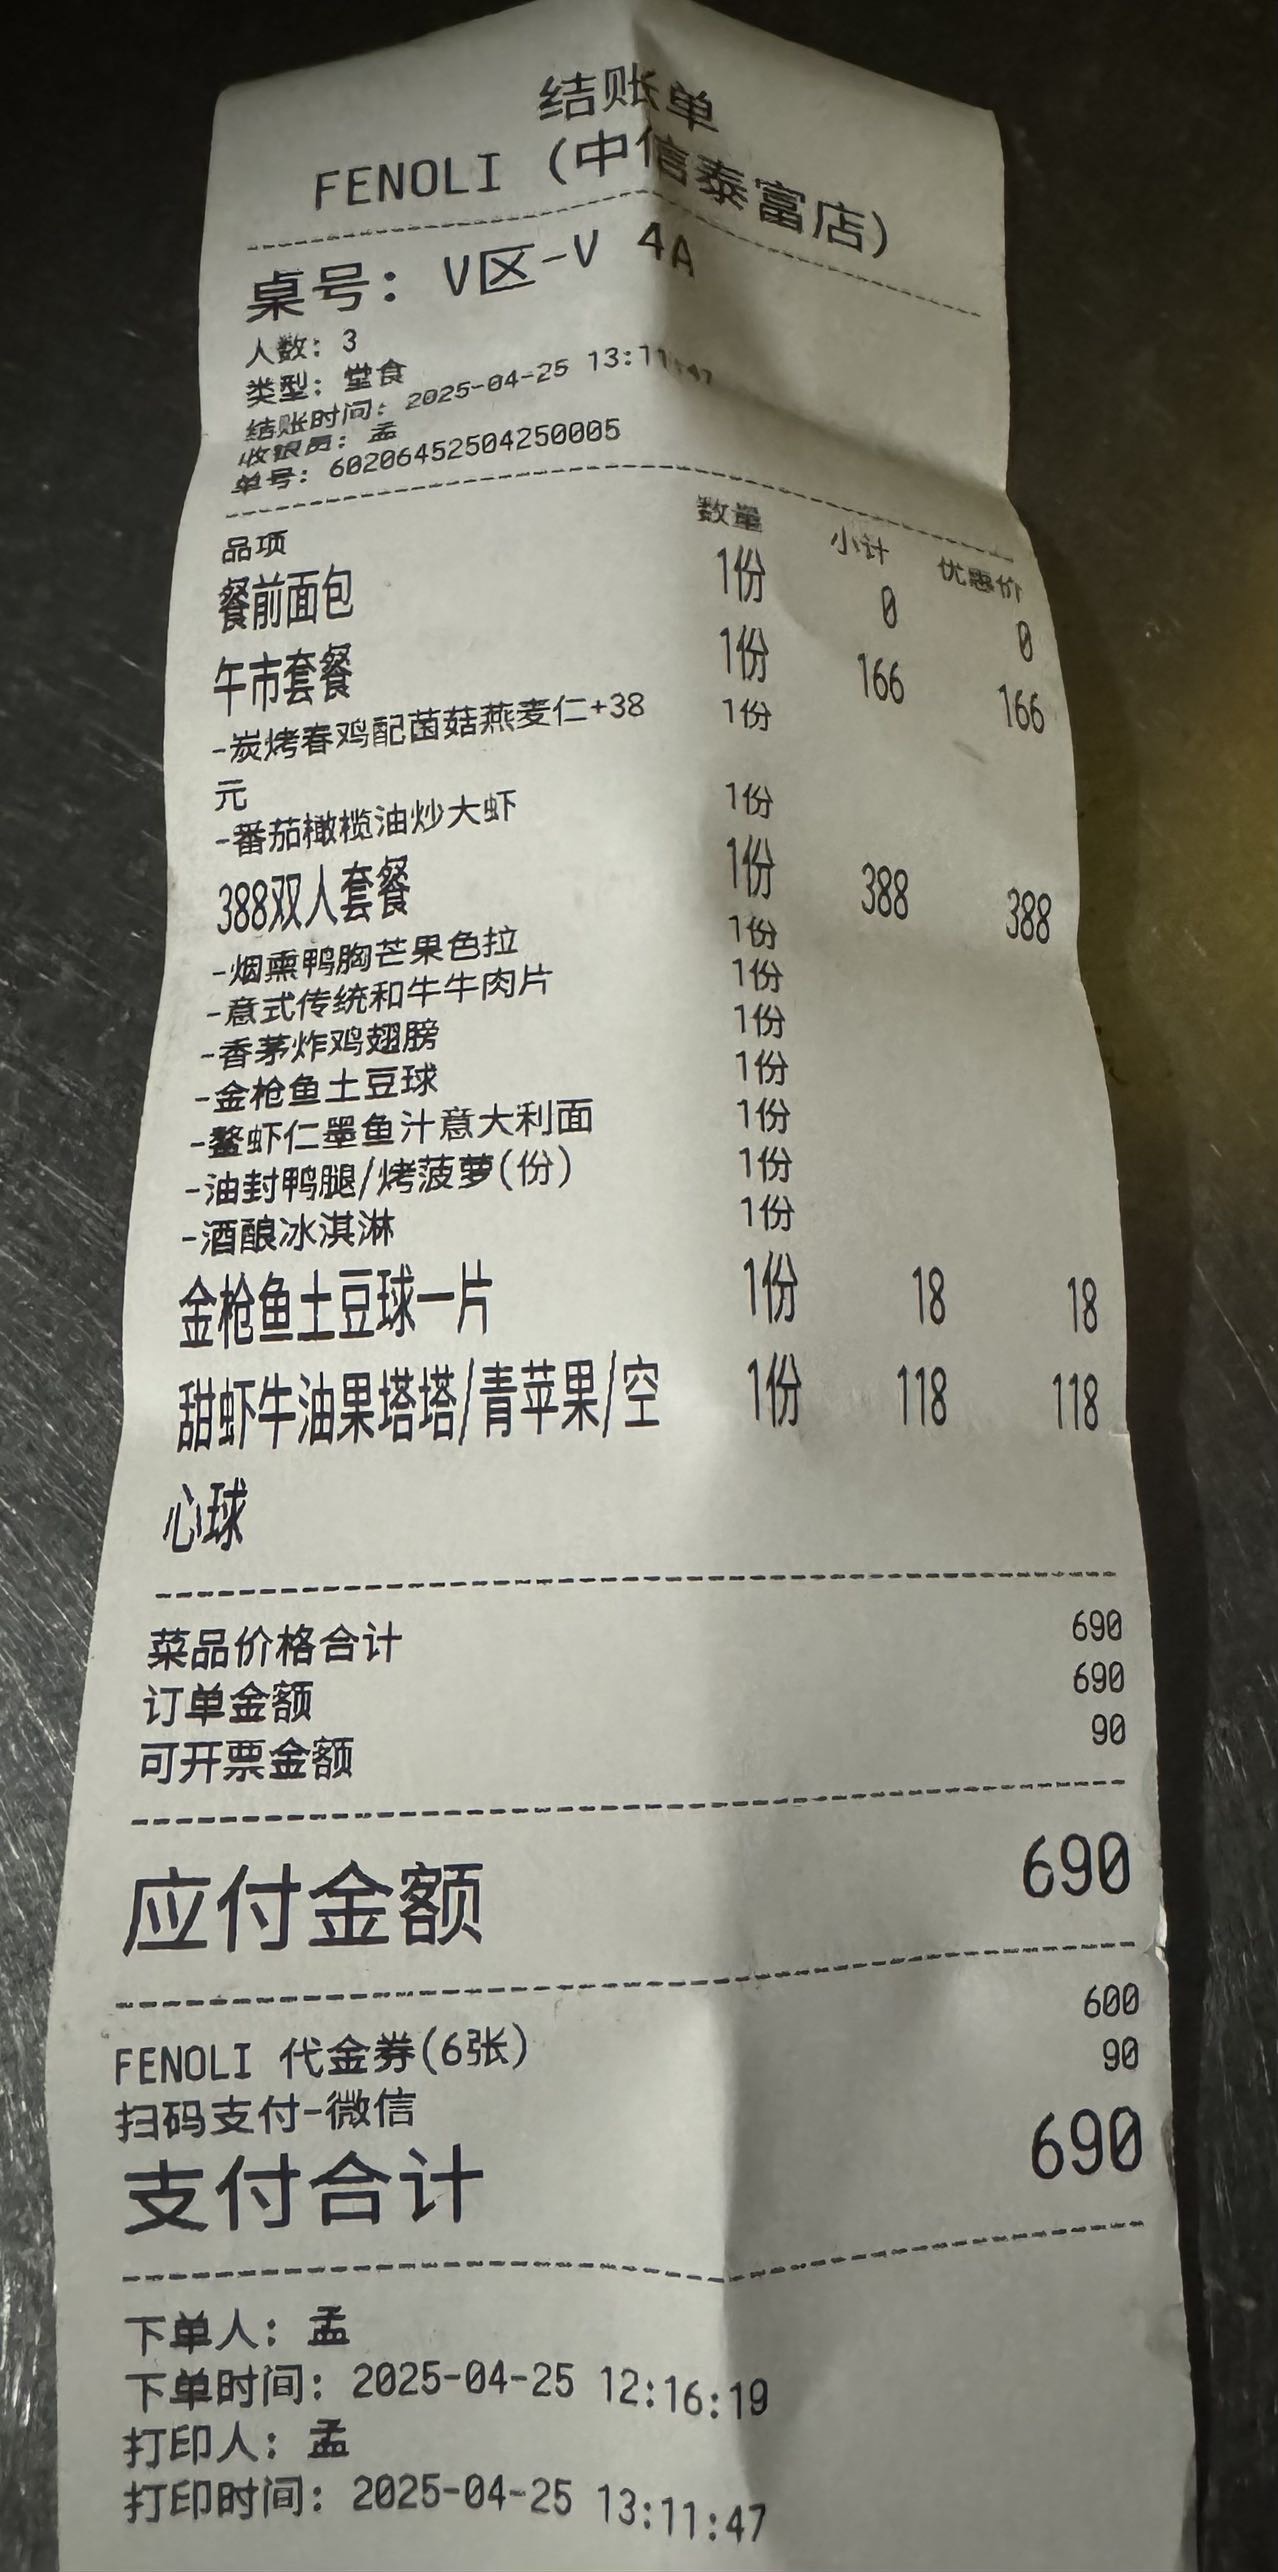 结账单
FENOLI (中信泰富店)
桌号: V区-V 4A
人数: 3
类型: 堂食
结账时间: 2025-04-25 13:11:47
收银员: 孟
单号: 60206452504250005
品项 数量 小计 优惠价
餐前面包 1份 0 0
午市套餐 1份 166 166
-炭烤春鸡配菌菇燕麦仁+38 1份
元
-番茄橄榄油炒大虾 1份
388双人套餐 1份 388 388
-烟熏鸭胸芒果色拉 1份
-意式传统和牛牛肉片 1份
-香茅炸鸡翅膀 1份
-金枪鱼土豆球 1份
-鳌虾仁墨鱼汁意大利面 1份
-油封鸭腿/烤菠萝(份) 1份
-酒酿冰淇淋 1份
金枪鱼土豆球一片 1份 18 18
甜虾牛油果塔塔/青苹果/空 1份 118 118
心球
菜品价格合计 690
订单金额 690
可开票金额 90
应付金额 690
FENOLI 代金券(6张) 600
扫码支付-微信 90
支付合计 690
下单人: 孟
下单时间: 2025-04-25 12:16:19
打印人: 孟
打印时间: 2025-04-25 13:11:47